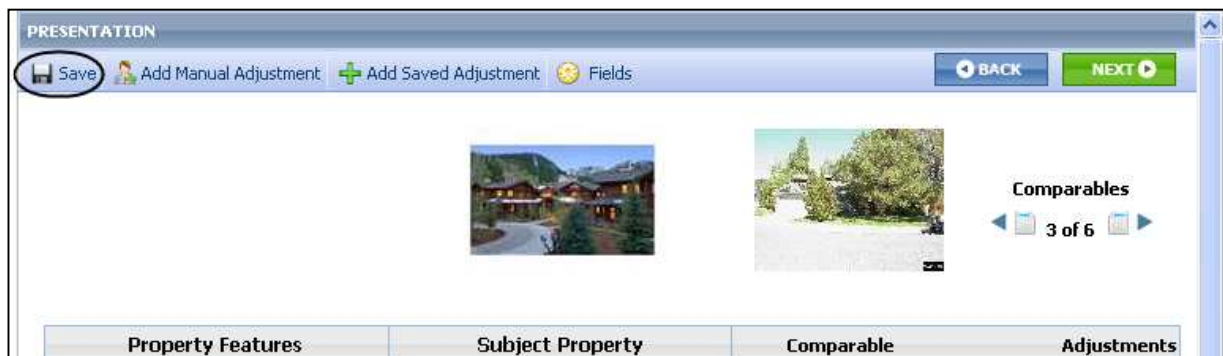 PRESENTATION
Save Add Manual Adjustment Add Saved Adjustment Fields BACK NEXT
Comparables
3 of 6
Property Features Subject Property Comparable Adjustments